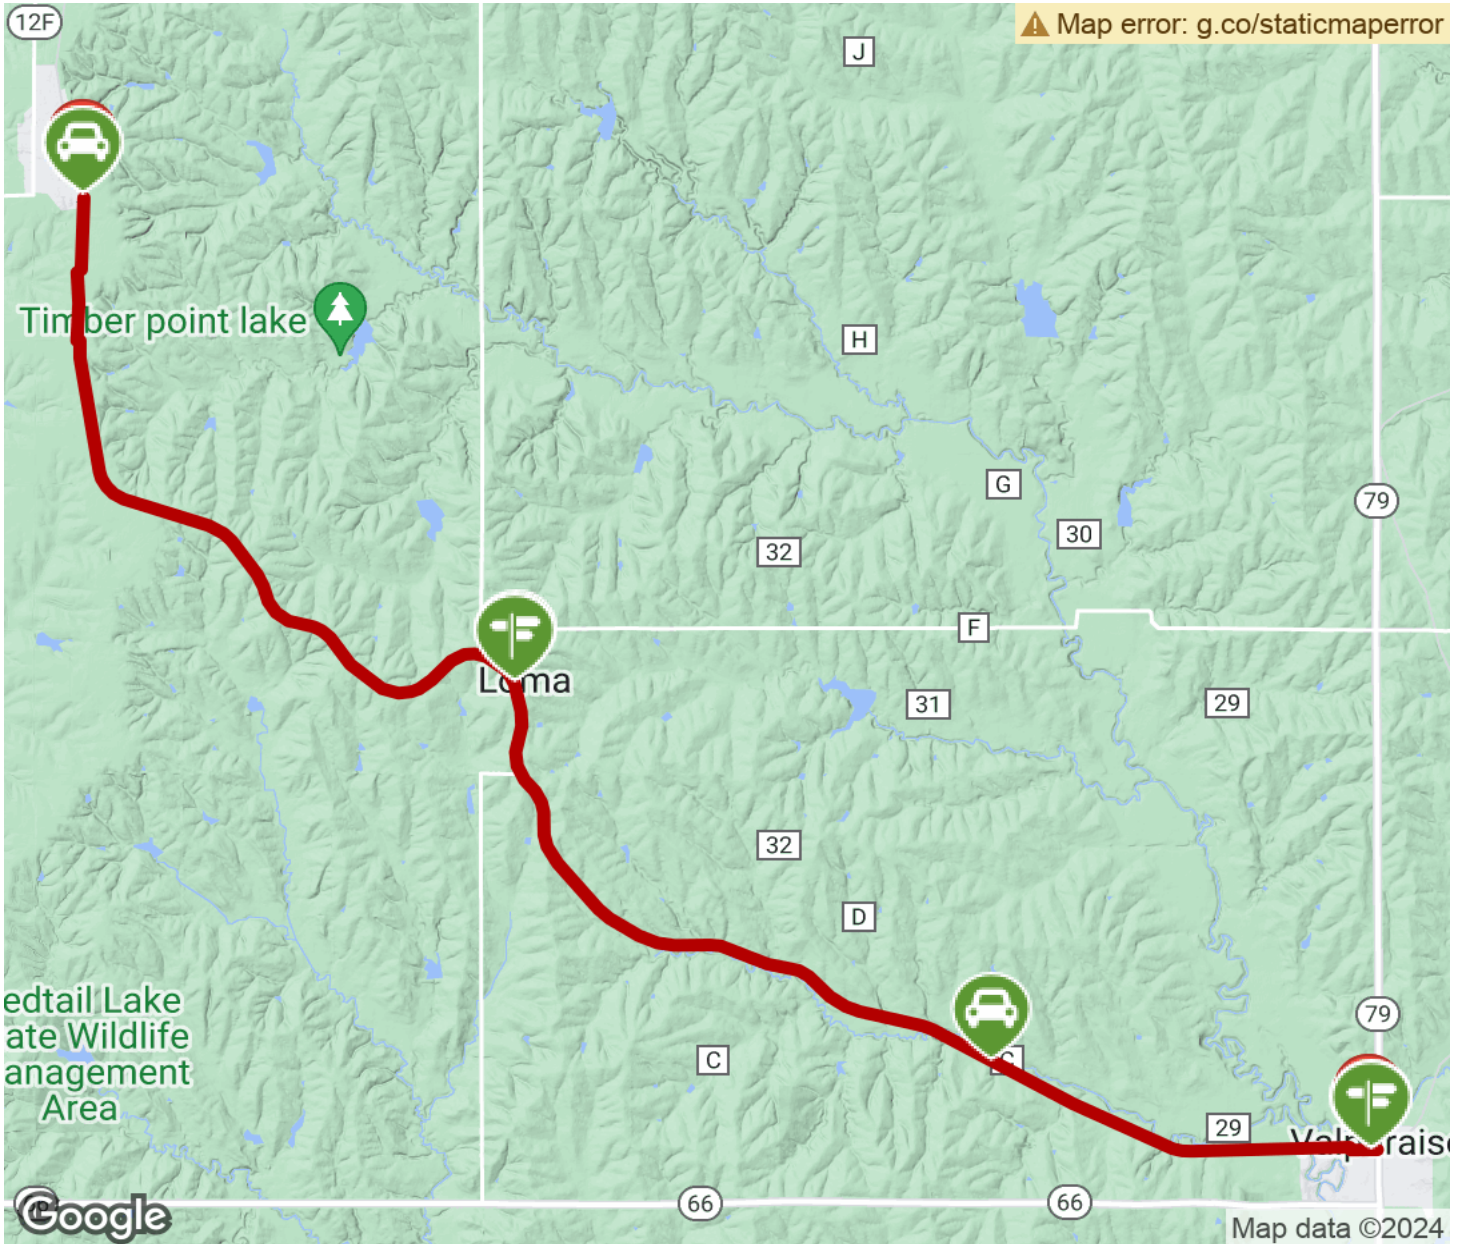 12F
Map error: g.co/staticmaperror
J
Timber point lake
H
G
79
30
32
F
Loma
31
29
32
D
edtail Lake
ate Wildlife
anagement
Area
79
C
29
66
66
Google
Map data ©2024